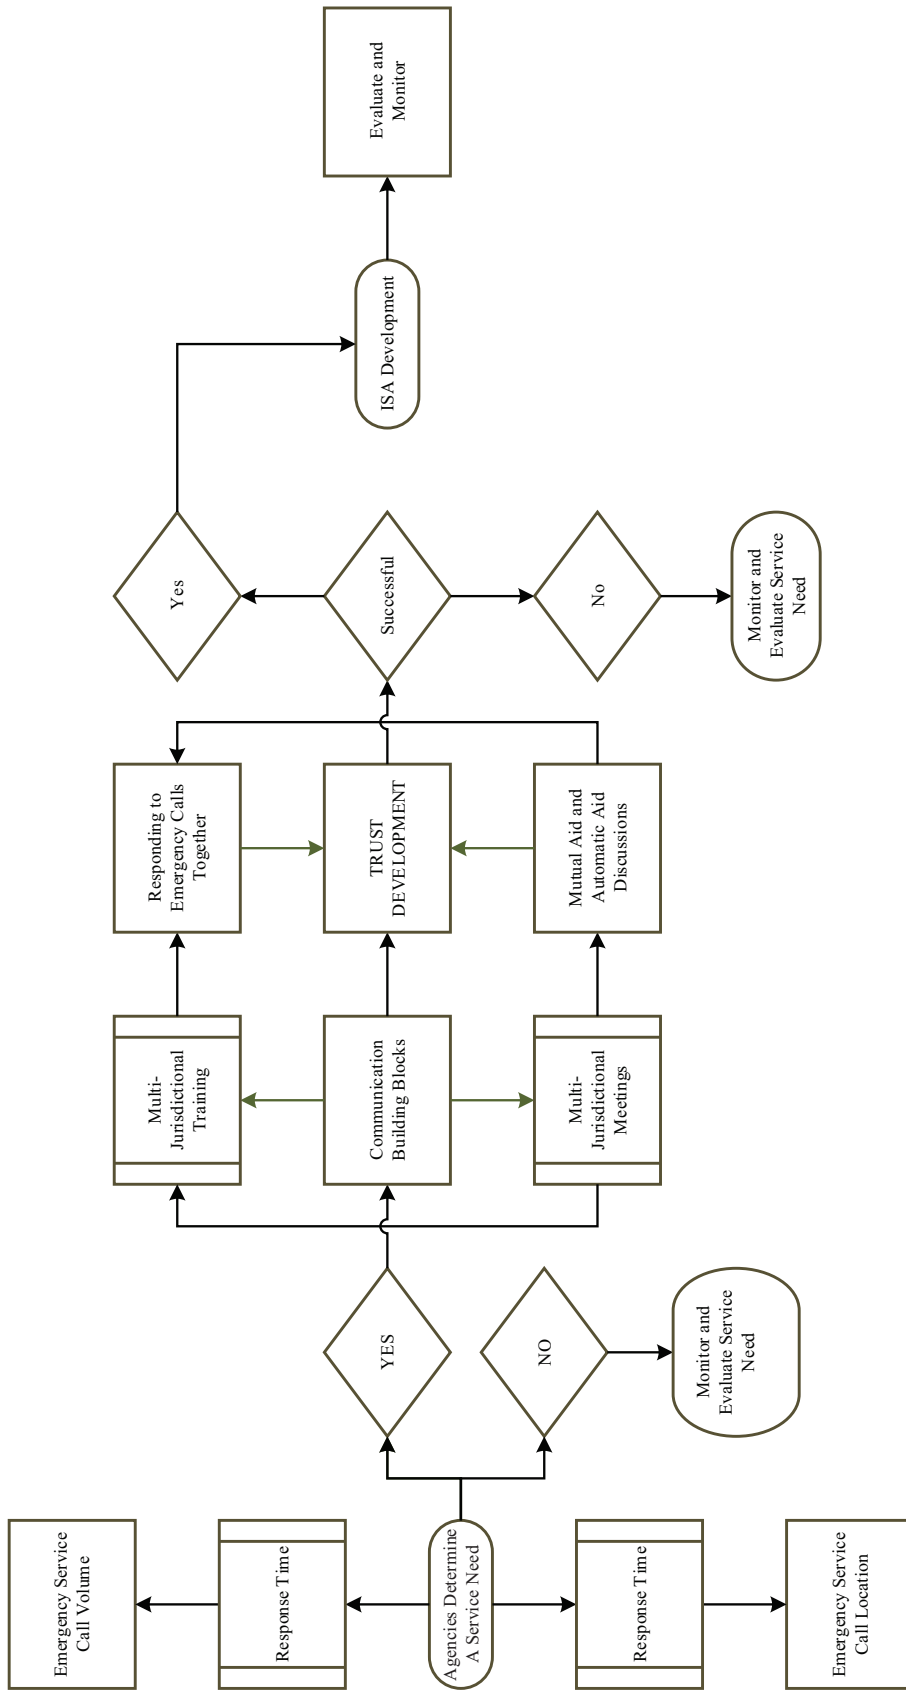 Emergency Service
Call Volume
Response Time
Agencies Determine
A Service Need
Response Time
Emergency Service
Call Location
YES
NO
Monitor and
Evaluate Service
Need
Multi-
Jurisdictional
Training
Communication
Building Blocks
Multi-
Jurisdictional
Meetings
Responding to
Emergency Calls
Together
TRUST
DEVELOPMENT
Mutual Aid and
Automatic Aid
Discussions
Yes
Successful
No
Monitor and
Evaluate Service
Need
ISA Development
Evaluate and
Monitor